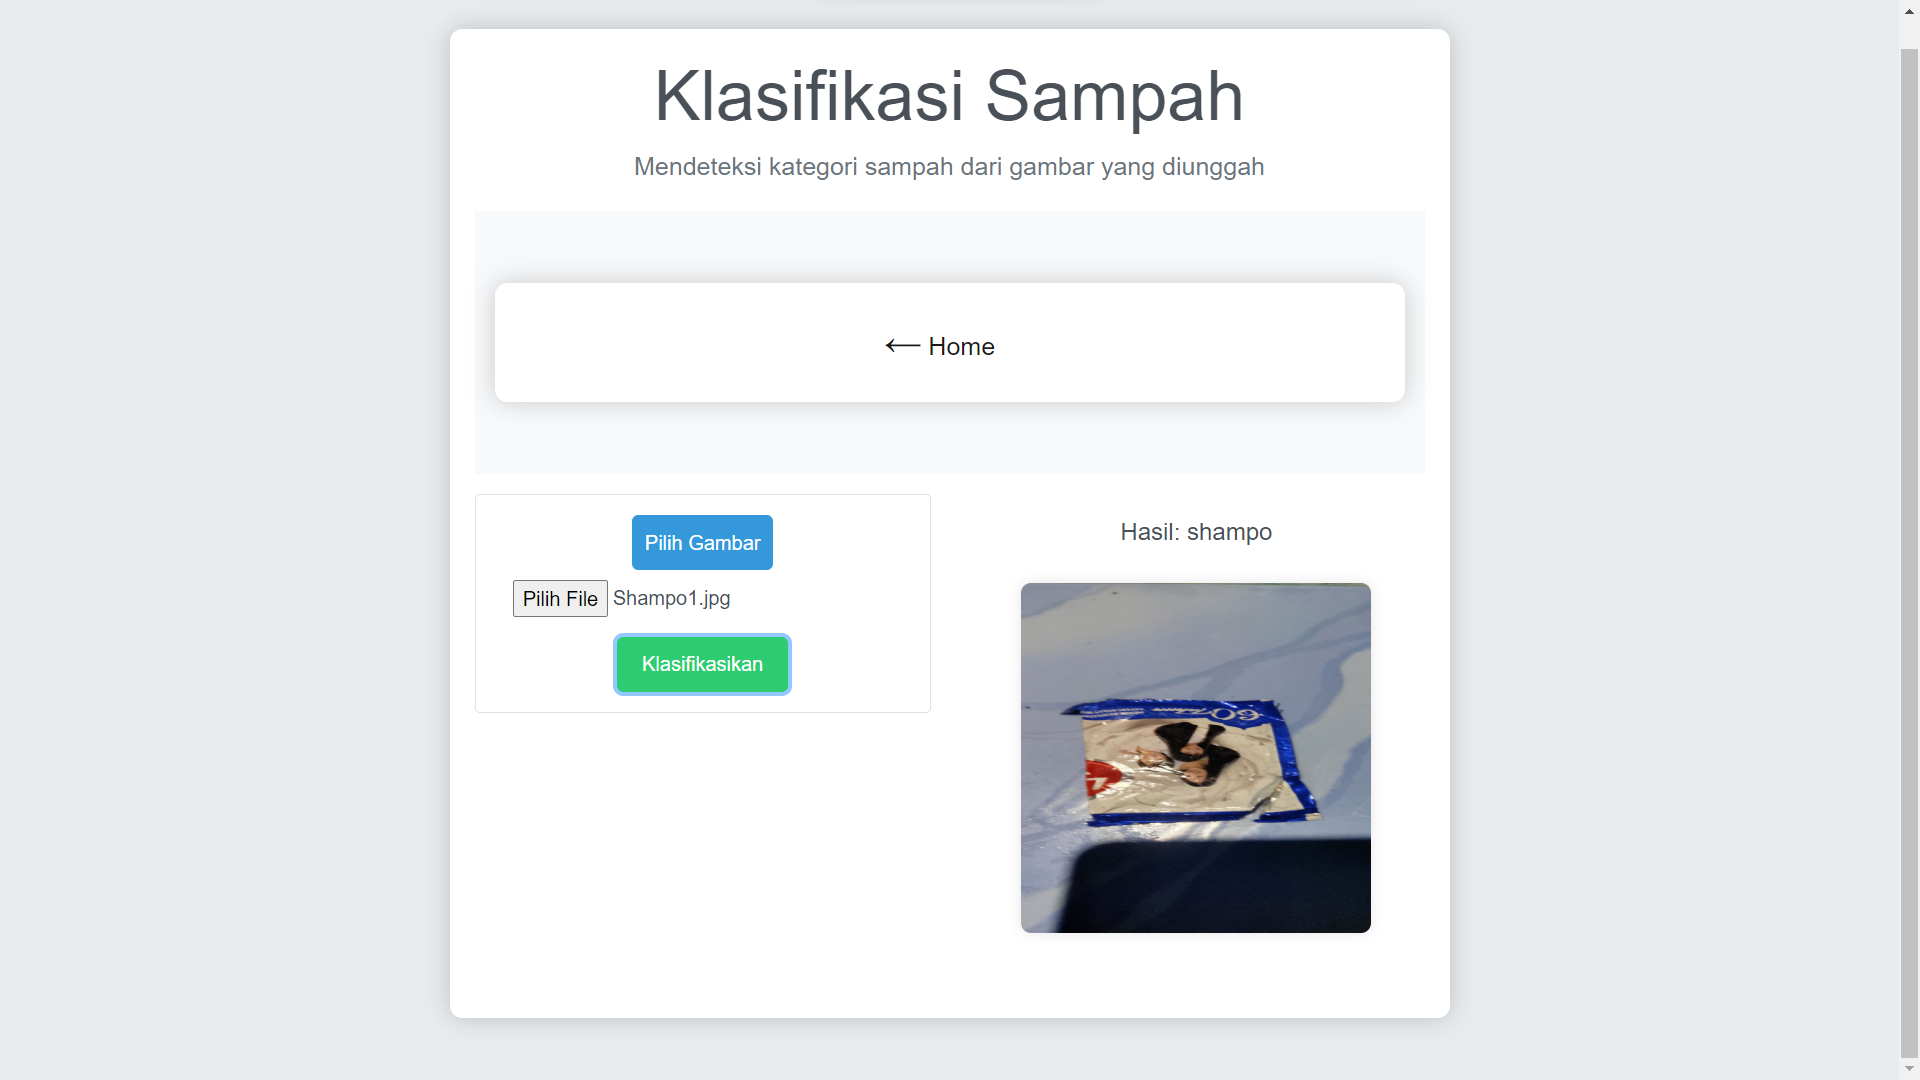 Klasifikasi Sampah
Mendeteksi kategori sampah dari gambar yang diunggah
⟵ Home
Pilih Gambar
Pilih File Shampo1.jpg
Klasifikasikan
Hasil: shampo